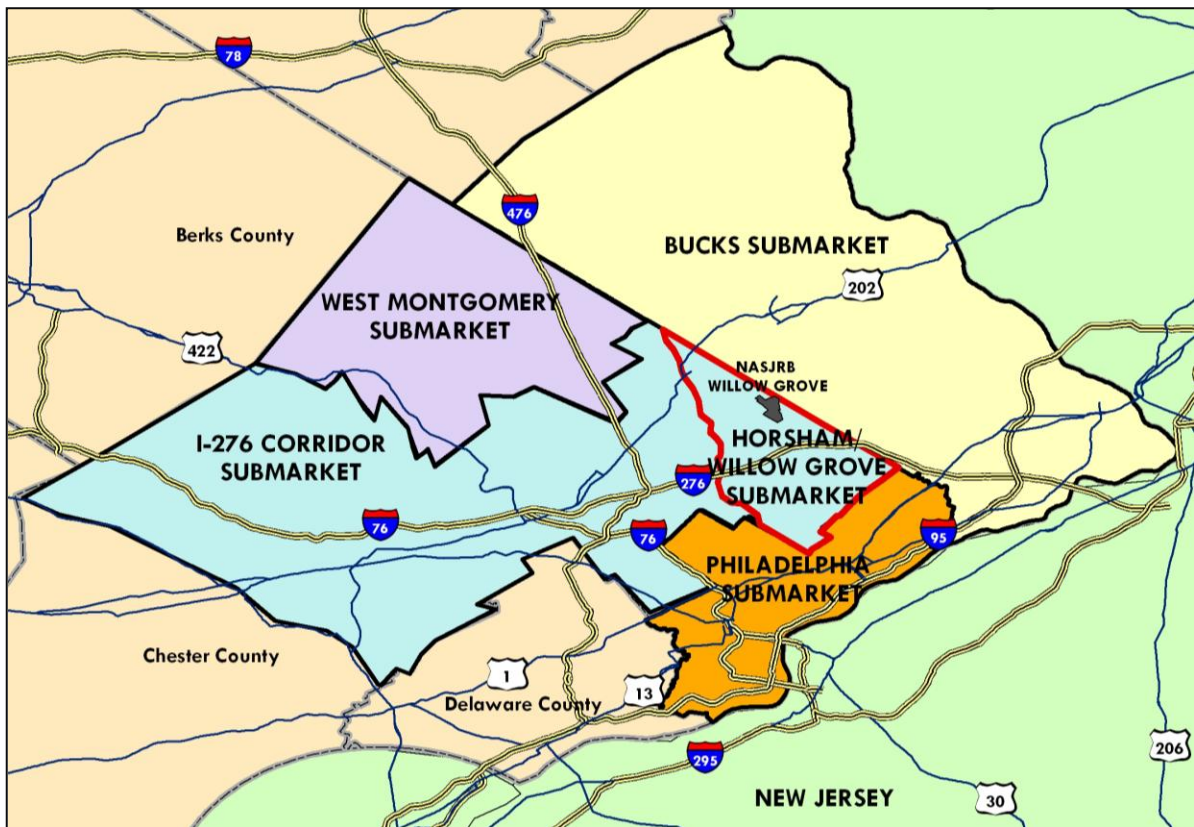 78
476
Berks County
BUCKS SUBMARKET
202
WEST MONTGOMERY
SUBMARKET
422
NASJRB
WILLOW GROVE
I-276 CORRIDOR
SUBMARKET
HORSHAM/
WILLOW GROVE
SUBMARKET
276
76
76
95
PHILADELPHIA
SUBMARKET
Chester County
1
13
Delaware County
295
206
NEW JERSEY
30